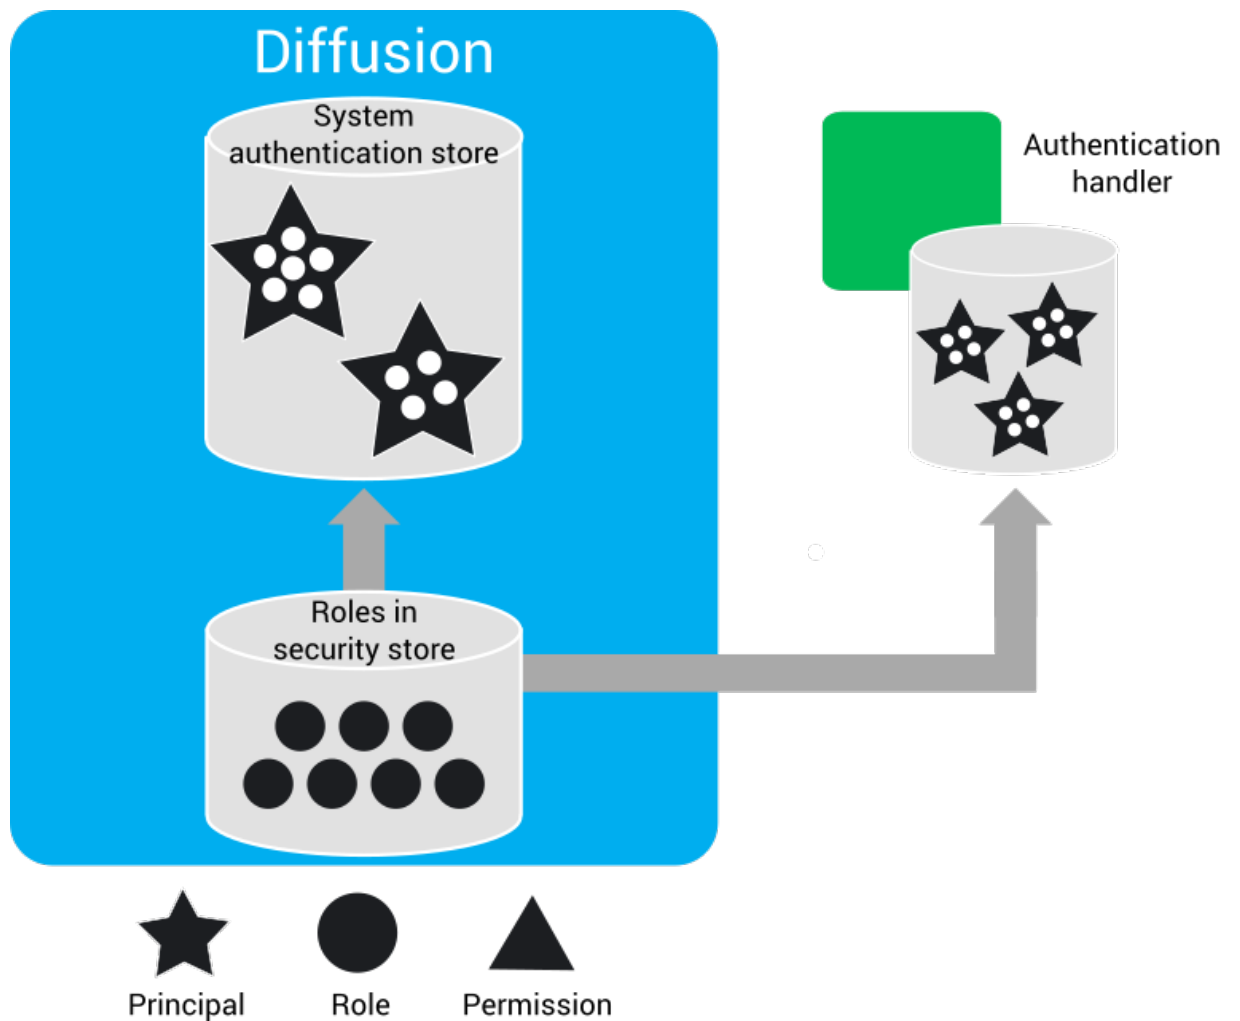 Diffusion
System
authentication store
Authentication
handler
Roles in
security store
Principal
Role
Permission